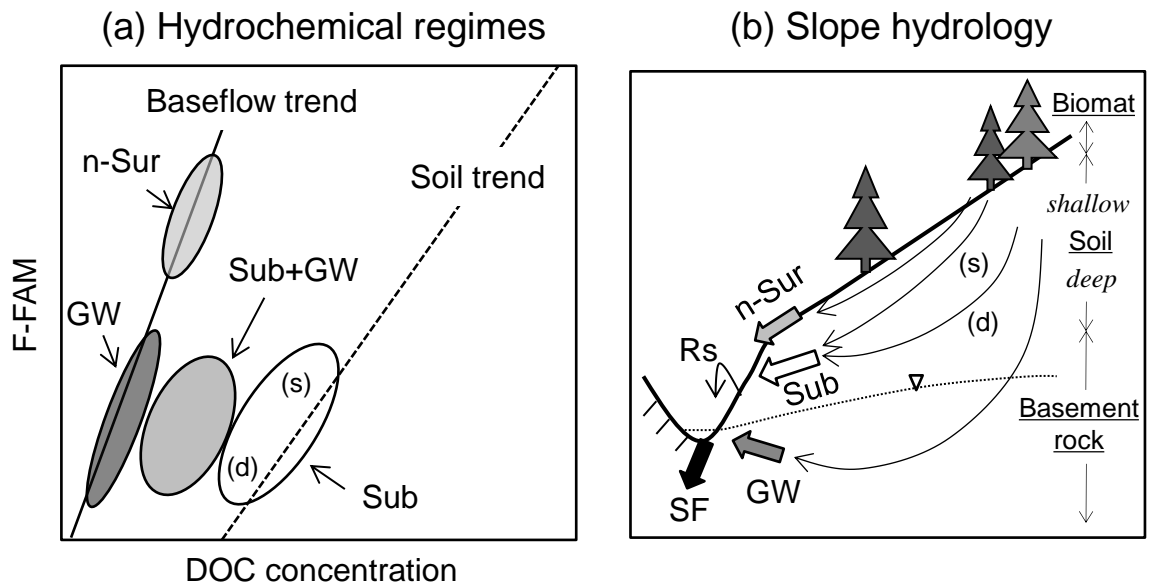 (a) Hydrochemical regimes
Baseflow trend
n-Sur
Soil trend
Sub+GW
GW
(s)
(d)
Sub
F-FAM
DOC concentration
(b) Slope hydrology
Biomat
shallow
Soil
deep
(s)
n-Sur
(d)
Rs
Sub
Basement
rock
GW
SF